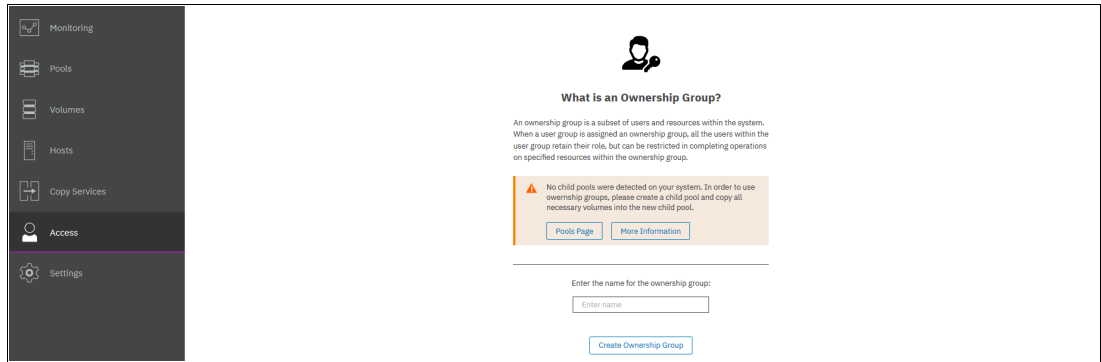 Monitoring
Pools
Volumes
Hosts
Copy Services
Access
Settings
What is an Ownership Group?
An ownership group is a subset of users and resources within the system.
When a user group is assigned an ownership group, all the users within the
user group retain their role, but can be restricted in completing operations
on specified resources within the ownership group.
No child pools were detected on your system. In order to use
owernship groups, please create a child pool and copy all
necessary volumes into the new child pool.
Pools Page
More Information
Enter the name for the ownership group:
Enter name
Create Ownership Group